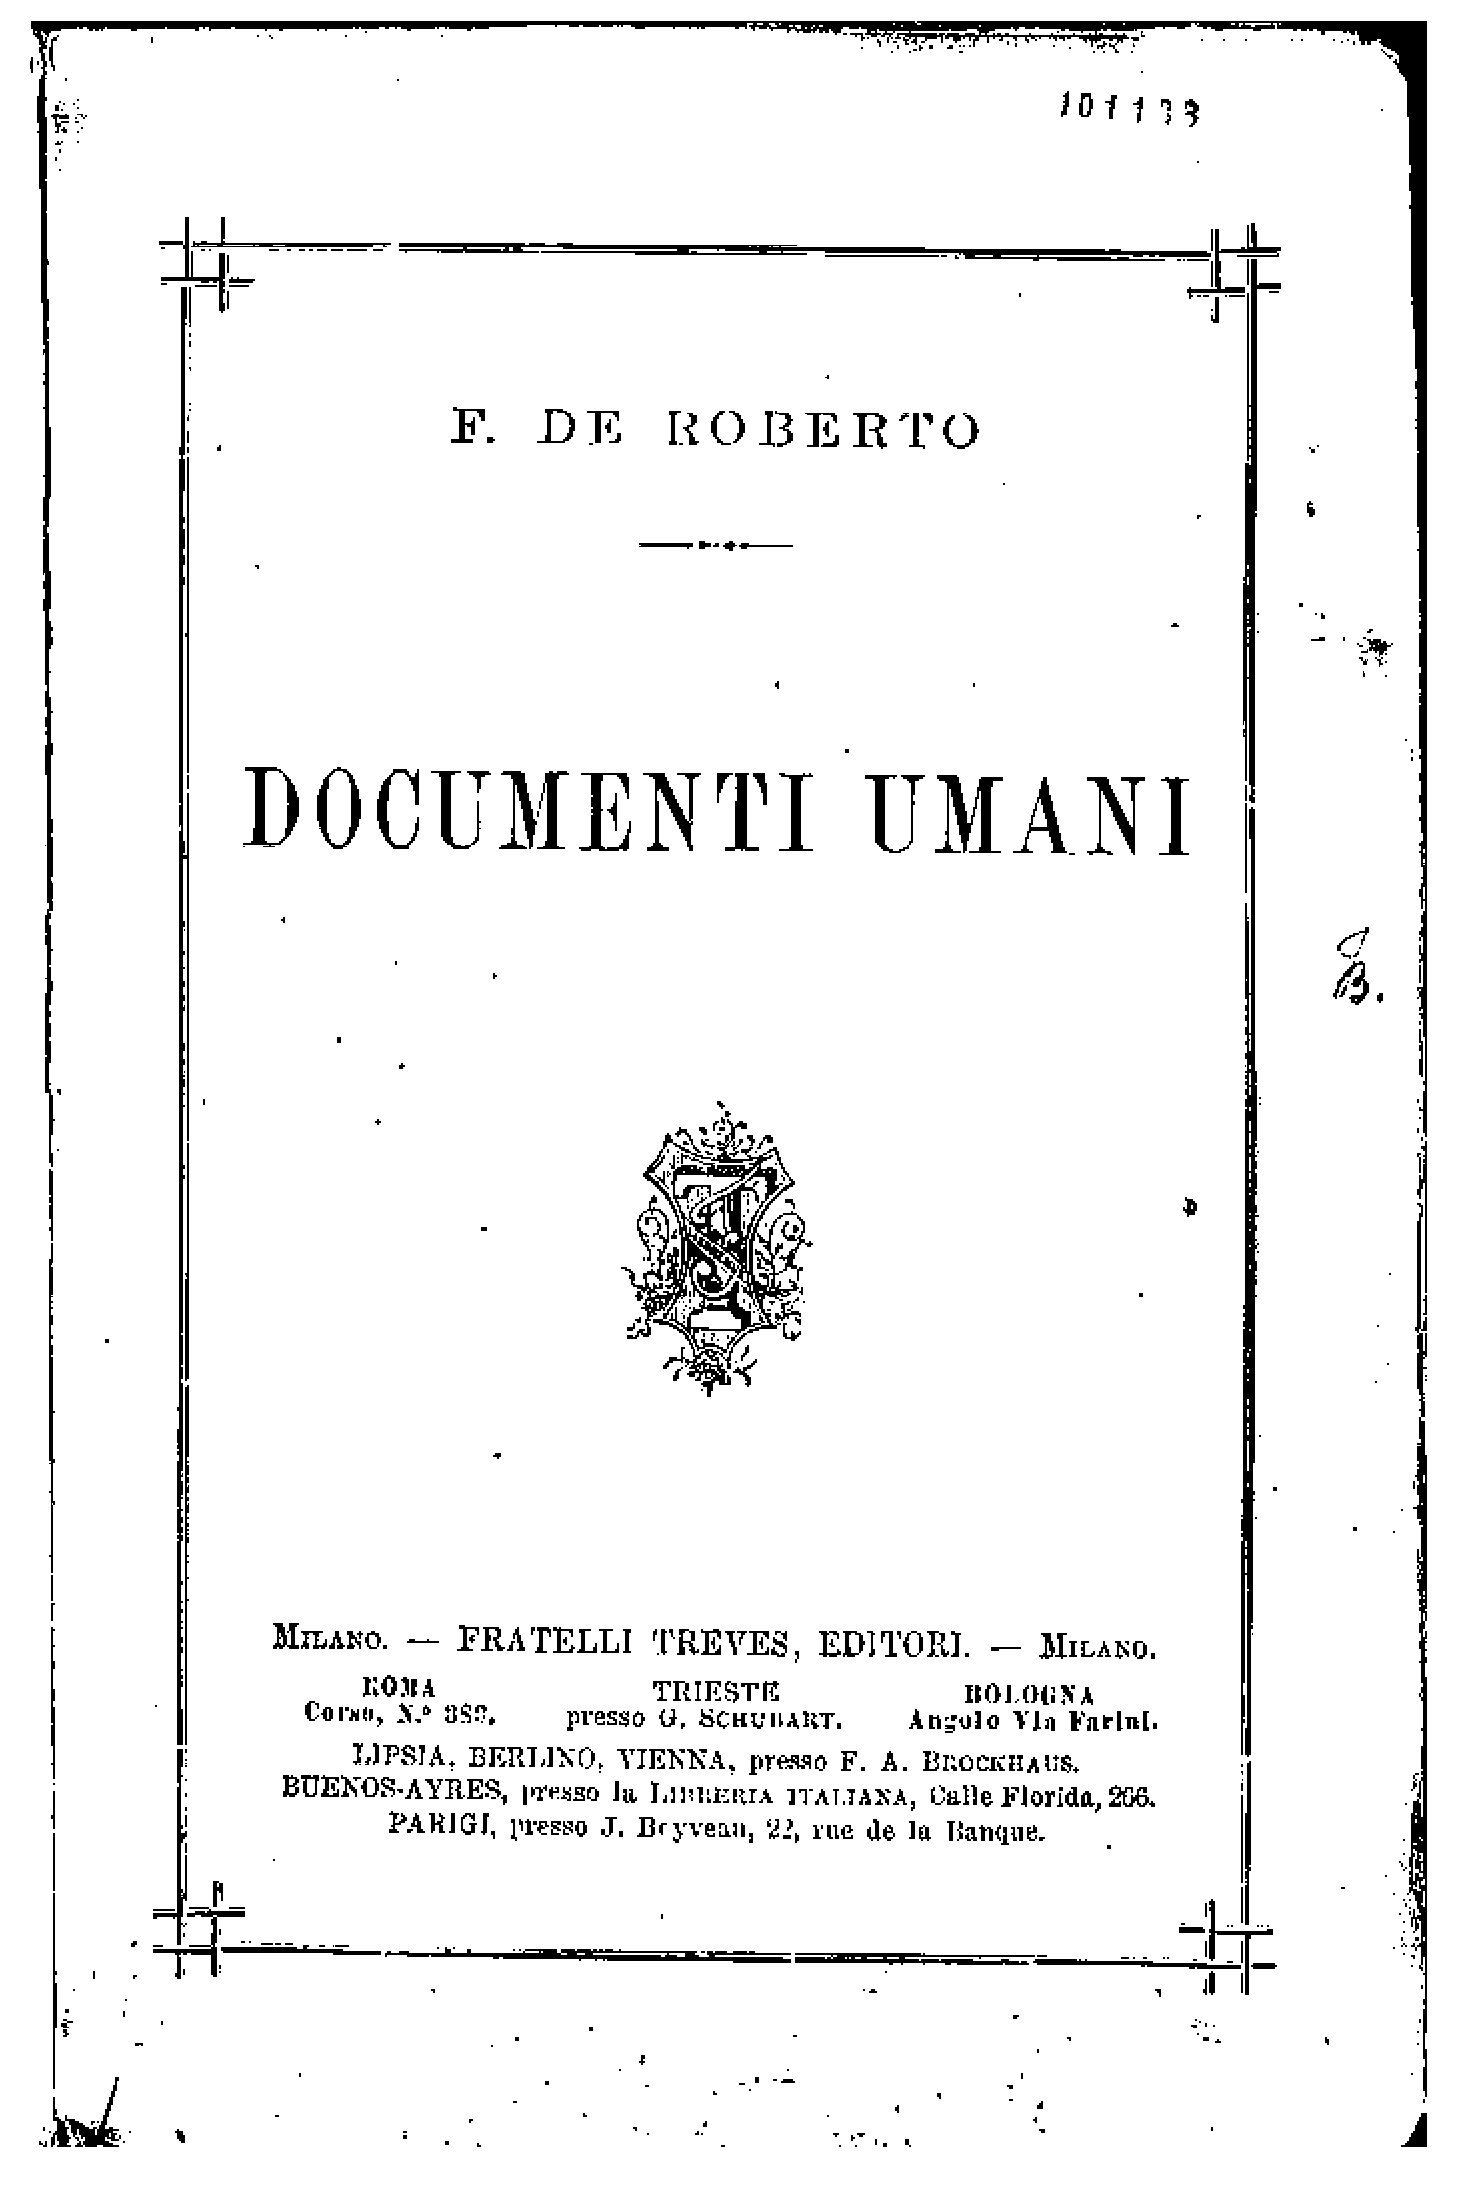 101133
F. DE ROBERTO
DOCUMENTI UMANI
B.
MILANO. — FRATELLI TREVES, EDITORI. — MILANO.
ROMA TRIESTE BOLOGNA
Corso, N.º presso G. SCHUBART. Angolo Via Farini.
LIPSIA, BERLINO, VIENNA, presso F. A. BROCKHAUS.
BUENOS-AYRES, presso la LIBRERIA ITALIANA, Calle Florida, 266.
PARIGI, presso J. Boyveau, 22, rue de la Banque.